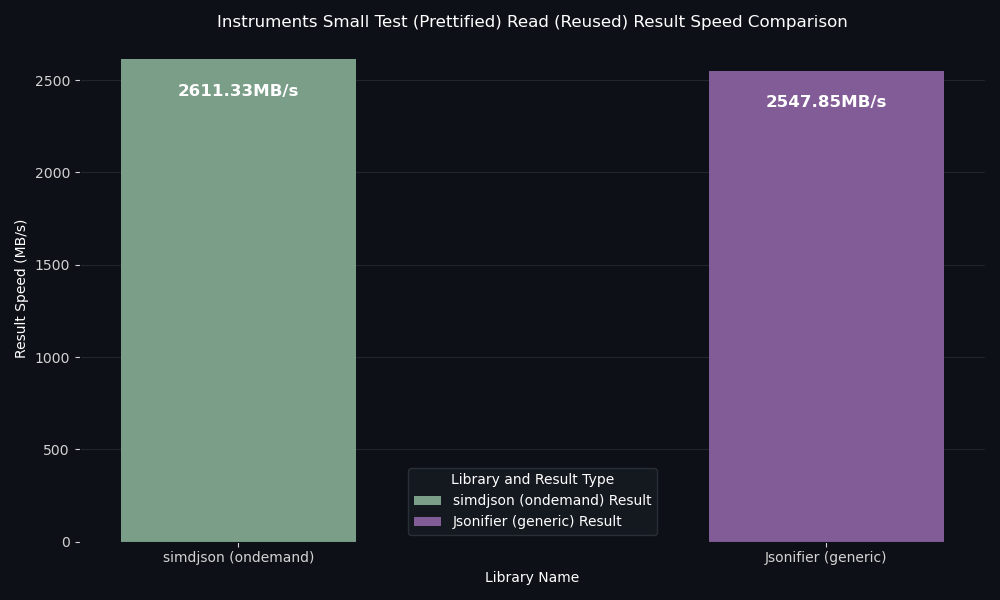 Instruments Small Test (Prettified) Read (Reused) Result Speed Comparison
2611.33MB/s
2547.85MB/s
2500
2000
1500
1000
500
0
Result Speed (MB/s)
Library and Result Type
simdjson (ondemand) Result
Jsonifier (generic) Result
simdjson (ondemand)
Jsonifier (generic)
Library Name